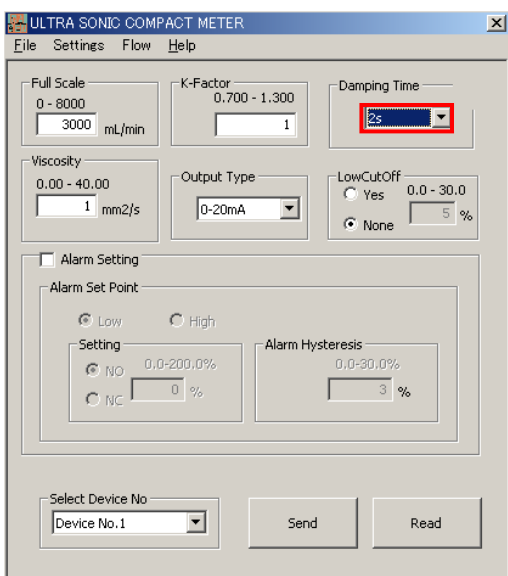 ULTRA SONIC COMPACT METER
File Settings Flow Help
Full Scale
0 - 8000
3000 mL/min
K-Factor
0.700 - 1.300
1
Damping Time
2s
Viscosity
0.00 - 40.00
1 mm2/s
Output Type
0-20mA
LowCutOff
Yes 0.0 - 30.0
None 5 %
Alarm Setting
Alarm Set Point
Low High
Setting
NO 0.0-200.0%
NC 0 %
Alarm Hysteresis
0.0-30.0%
3 %
Select Device No
Device No.1
Send
Read